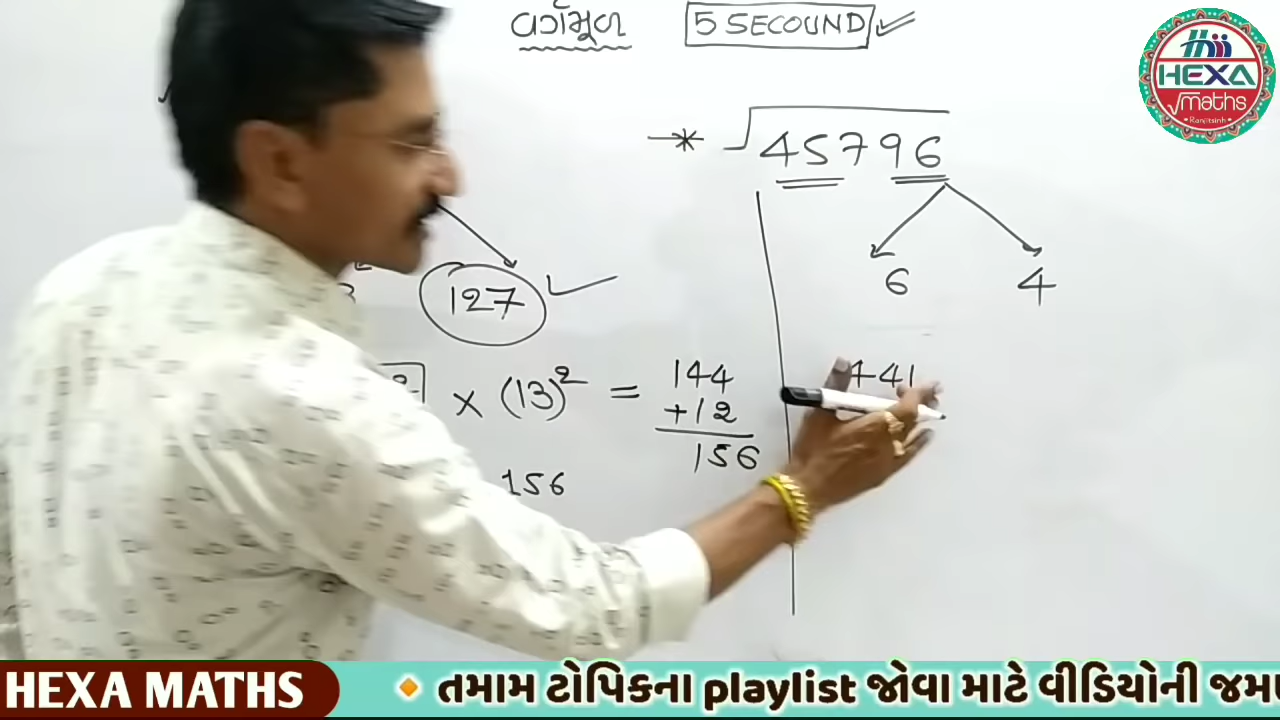 વર્ગમૂળ 5 SECOUND
HEXA
maths
Ranjitsinh
√45796
6 4
127
x (13)² = 144
+12
156
156
441
HEXA MATHS
તમામ ટોપિકના playlist જોવા માટે વીડિયોની